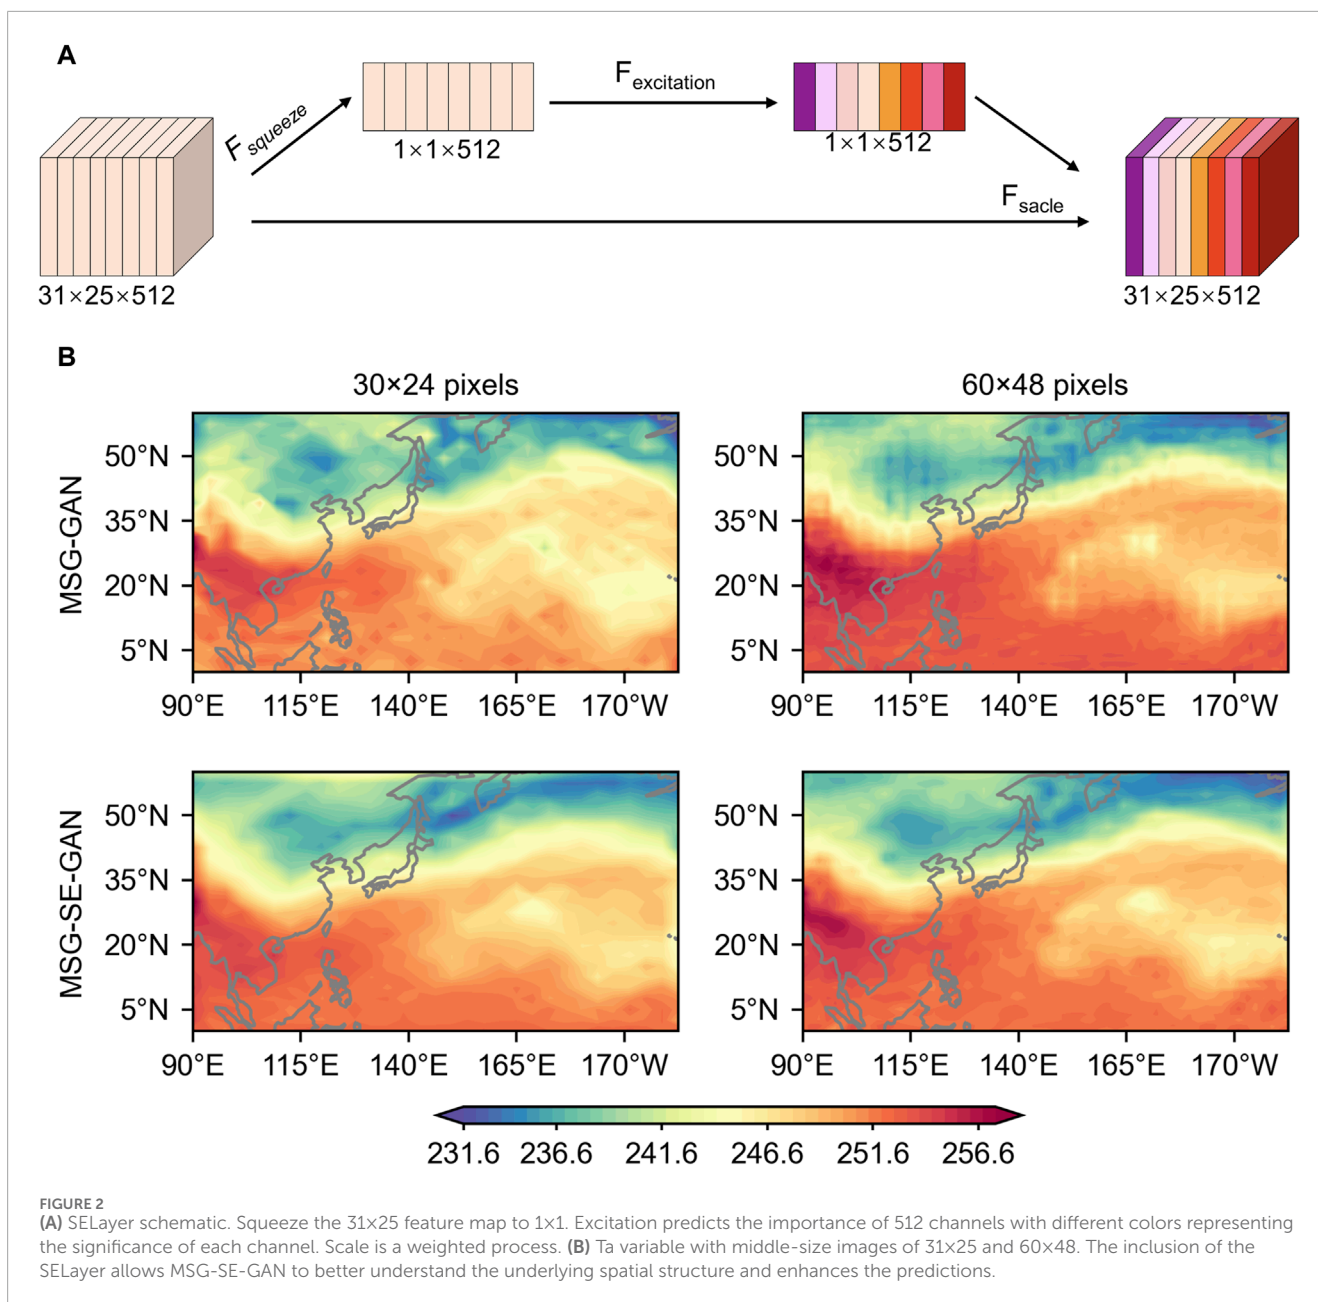 A
F squeeze
1×1×512
F excitation
1×1×512
F sacle
31×25×512
31×25×512
B
30×24 pixels
60×48 pixels
MSG-GAN
50°N
35°N
20°N
5°N
90°E 115°E 140°E 165°E 170°W
50°N
35°N
20°N
5°N
90°E 115°E 140°E 165°E 170°W
MSG-SE-GAN
50°N
35°N
20°N
5°N
90°E 115°E 140°E 165°E 170°W
50°N
35°N
20°N
5°N
90°E 115°E 140°E 165°E 170°W
231.6 236.6 241.6 246.6 251.6 256.6
FIGURE 2
(A) SELayer schematic. Squeeze the 31×25 feature map to 1×1. Excitation predicts the importance of 512 channels with different colors representing
the significance of each channel. Scale is a weighted process. (B) Ta variable with middle-size images of 31×25 and 60×48. The inclusion of the
SELayer allows MSG-SE-GAN to better understand the underlying spatial structure and enhances the predictions.